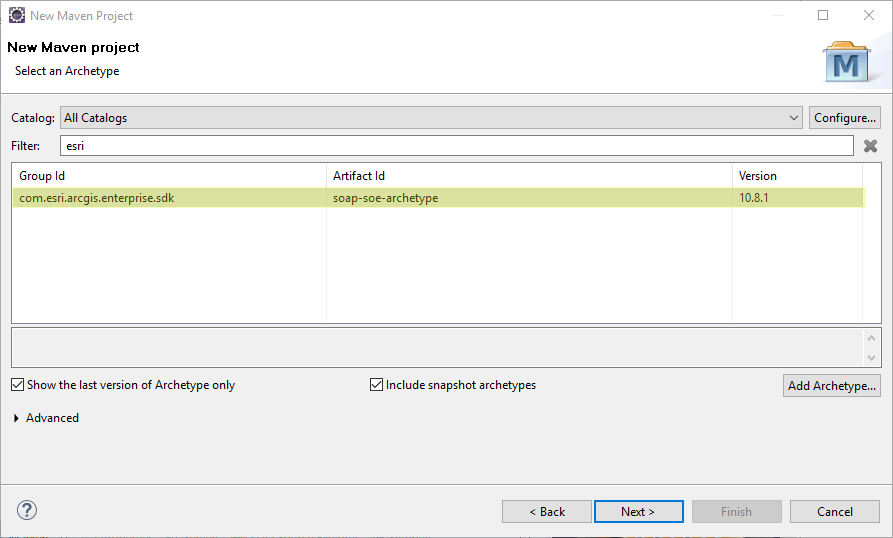 New Maven Project
New Maven project
Select an Archetype
M
Catalog: All Catalogs Configure...
Filter: esri
Group Id Artifact Id Version
com.esri.arcgis.enterprise.sdk soap-soe-archetype 10.8.1
Show the last version of Archetype only Include snapshot archetypes Add Archetype...
Advanced
? < Back Next > Finish Cancel